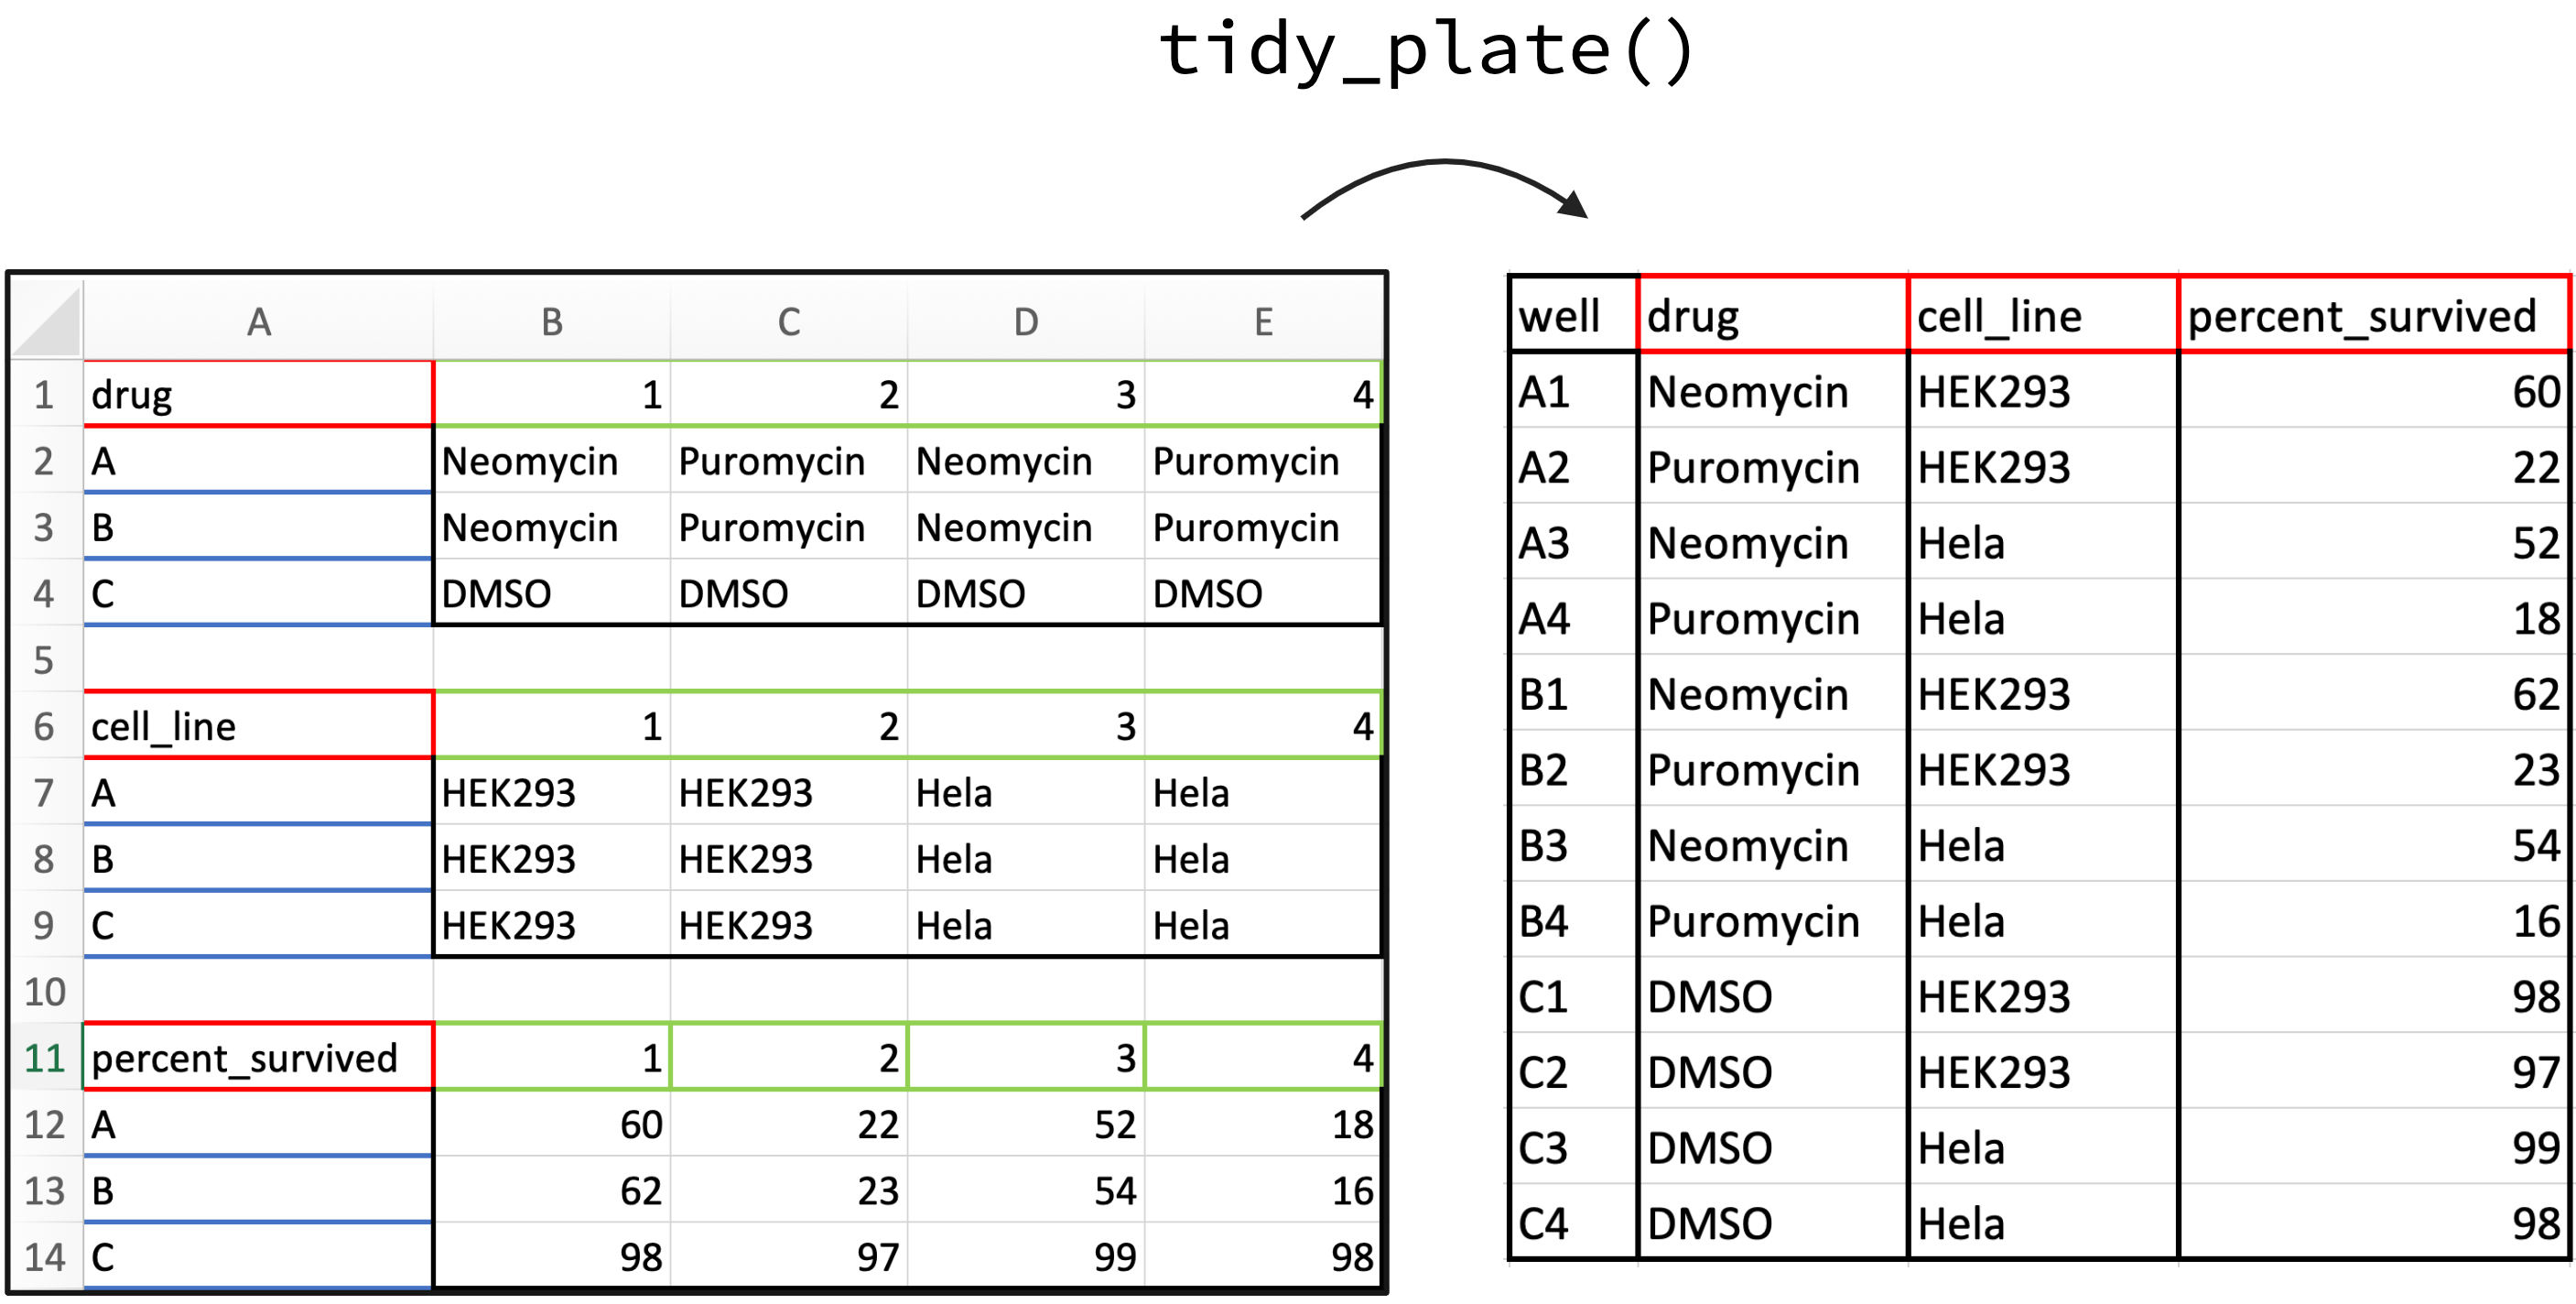 tidy_plate()
A B C D E
1 drug 1 2 3 4
2 A Neomycin Puromycin Neomycin Puromycin
3 B Neomycin Puromycin Neomycin Puromycin
4 C DMSO DMSO DMSO DMSO
5
6 cell_line 1 2 3 4
7 A HEK293 HEK293 Hela Hela
8 B HEK293 HEK293 Hela Hela
9 C HEK293 HEK293 Hela Hela
10
11 percent_survived 1 2 3 4
12 A 60 22 52 18
13 B 62 23 54 16
14 C 98 97 99 98
well drug cell_line percent_survived
A1 Neomycin HEK293 60
A2 Puromycin HEK293 22
A3 Neomycin Hela 52
A4 Puromycin Hela 18
B1 Neomycin HEK293 62
B2 Puromycin HEK293 23
B3 Neomycin Hela 54
B4 Puromycin Hela 16
C1 DMSO HEK293 98
C2 DMSO HEK293 97
C3 DMSO Hela 99
C4 DMSO Hela 98